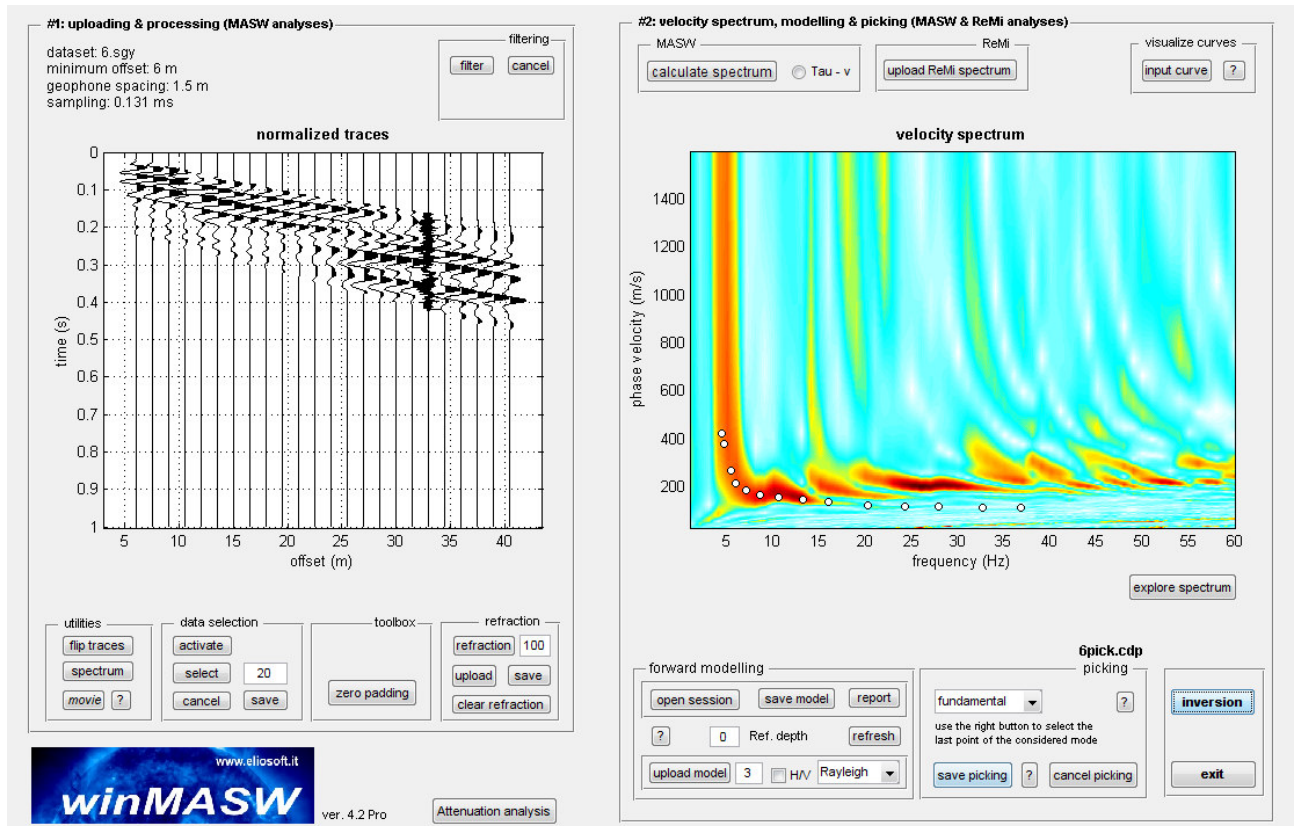 #1: uploading & processing (MASW analyses)
dataset: 6.sgy
minimum offset: 6 m
geophone spacing: 1.5 m
sampling: 0.131 ms
filtering
filter cancel
normalized traces
0
0.1
0.2
0.3
0.4
0.5
0.6
0.7
0.8
0.9
1
time (s)
5 10 15 20 25 30 35 40
offset (m)
utilities
flip traces
spectrum
movie ?
data selection
activate
select 20
cancel save
toolbox
zero padding
refraction
refraction 100
upload save
clear refraction
www.eliosoft.it
winMASW
ver. 4.2 Pro
Attenuation analysis
#2: velocity spectrum, modelling & picking (MASW & ReMi analyses)
MASW
calculate spectrum Tau - v
ReMi
upload ReMi spectrum
visualize curves
input curve ?
velocity spectrum
1400
1200
1000
800
600
400
200
phase velocity (m/s)
5 10 15 20 25 30 35 40 45 50 55 60
frequency (Hz)
explore spectrum
6pick.cdp
forward modelling
open session save model report
? 0 Ref. depth refresh
upload model 3 H/V Rayleigh
picking
fundamental ?
use the right button to select the
last point of the considered mode
save picking ? cancel picking
inversion
exit